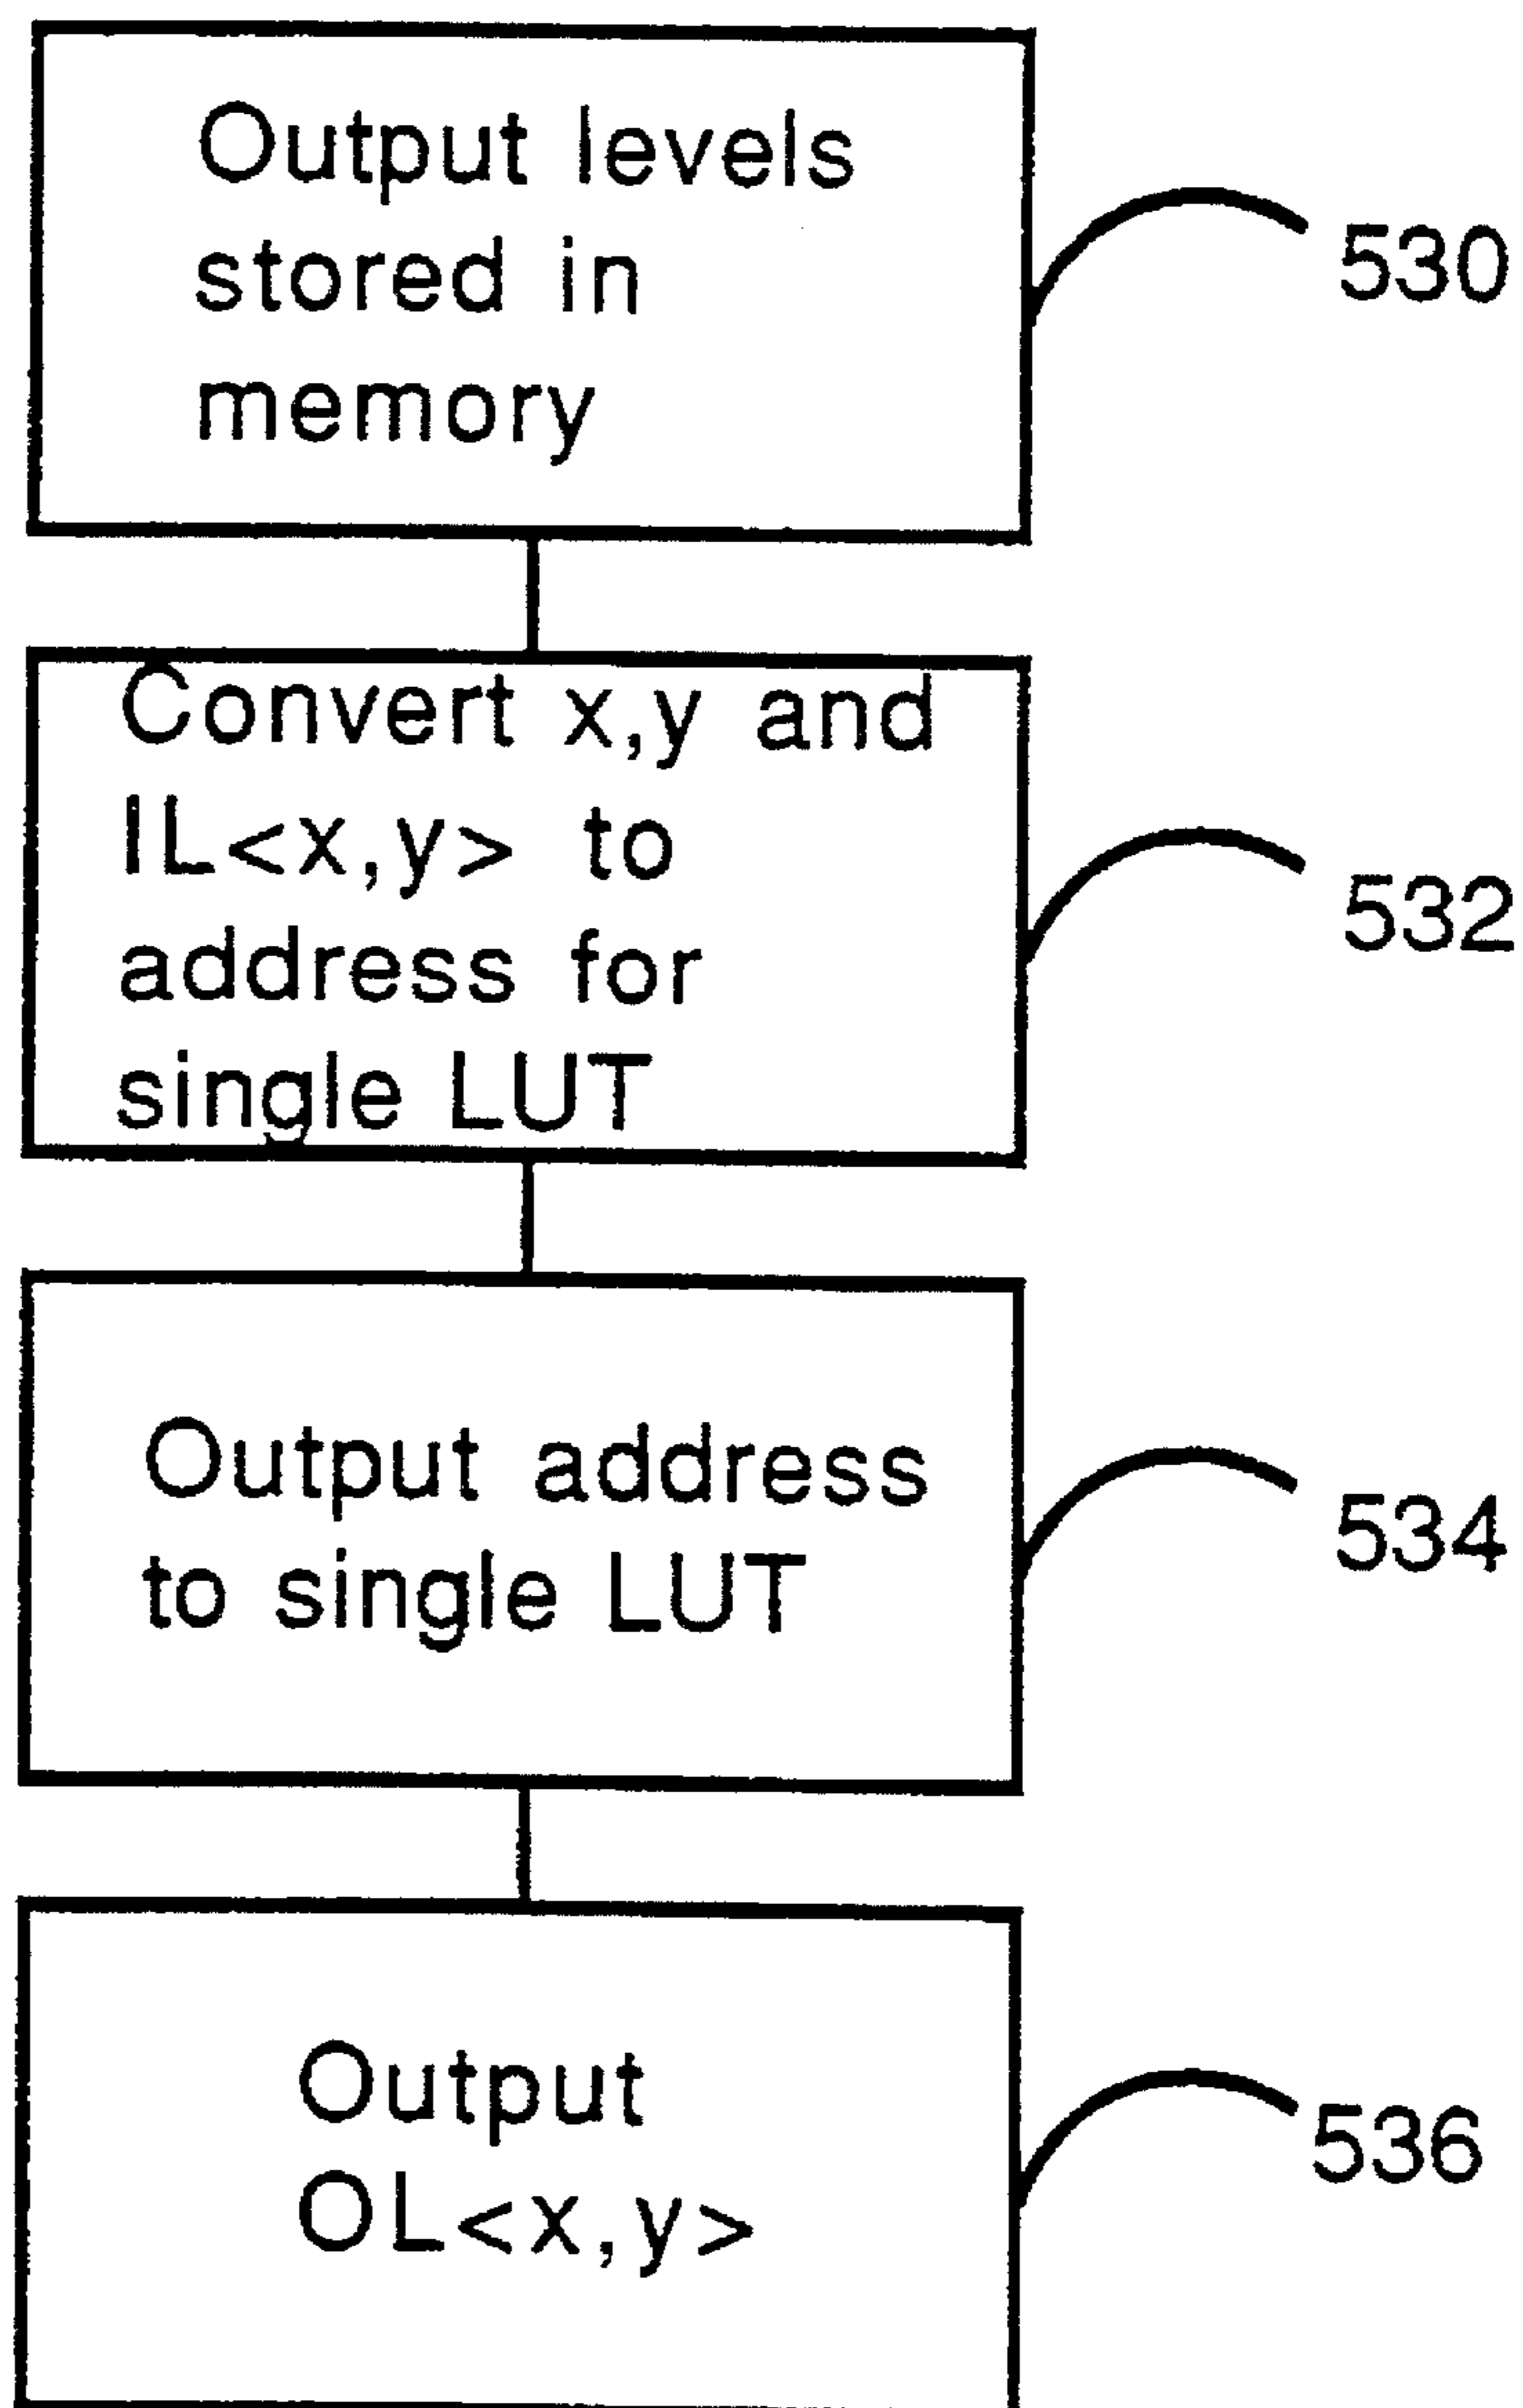 Output levels
stored in
memory
530
Convert x,y and
IL<x,y> to
address for
single LUT
532
Output address
to single LUT
534
Output
OL<x,y>
536